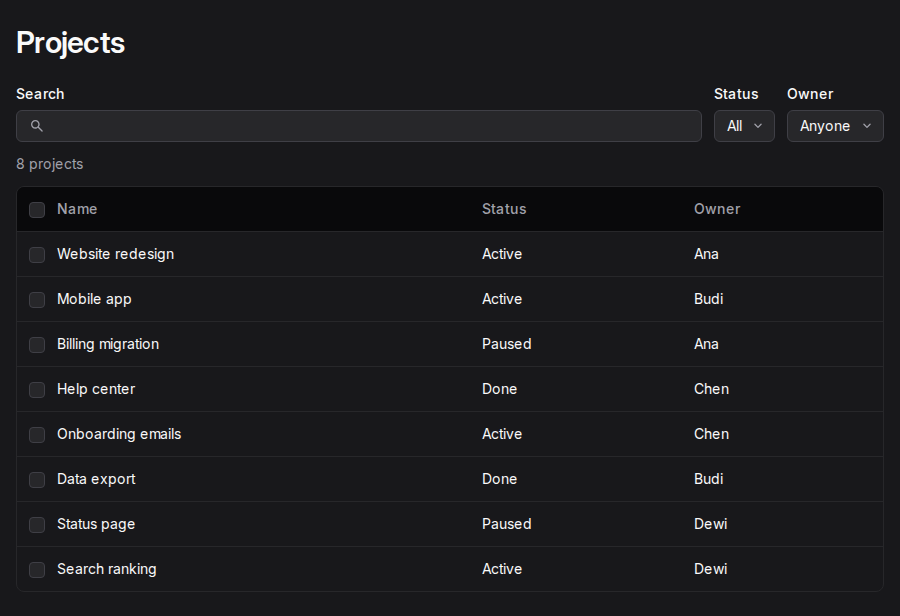 Projects
Search Status Owner
All Anyone
8 projects
Name Status Owner
Website redesign Active Ana
Mobile app Active Budi
Billing migration Paused Ana
Help center Done Chen
Onboarding emails Active Chen
Data export Done Budi
Status page Paused Dewi
Search ranking Active Dewi